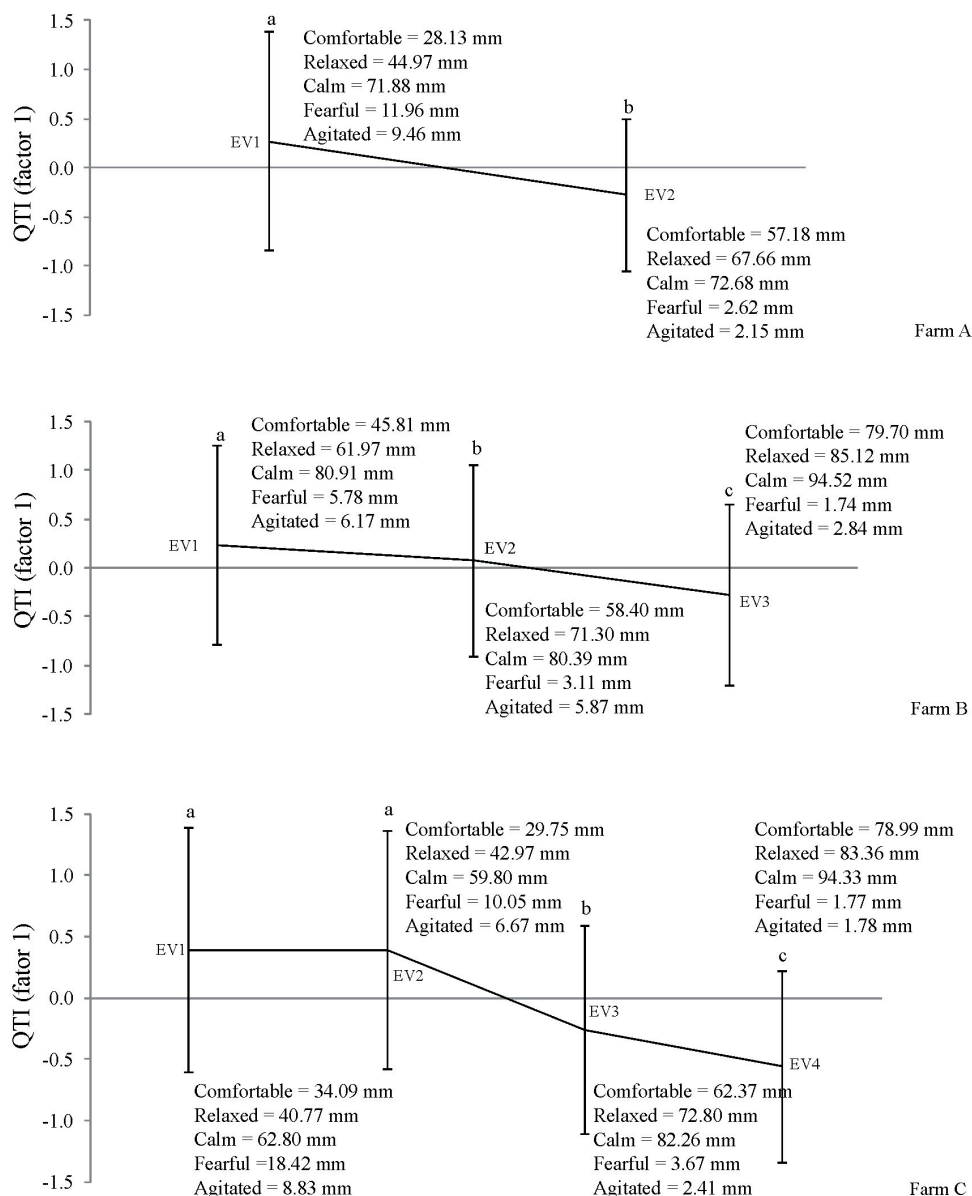 QTI (factor 1)
1.5
1.0
0.5
0.0
-0.5
-1.0
-1.5
a
EV1
Comfortable = 28.13 mm
Relaxed = 44.97 mm
Calm = 71.88 mm
Fearful = 11.96 mm
Agitated = 9.46 mm
b
EV2
Comfortable = 57.18 mm
Relaxed = 67.66 mm
Calm = 72.68 mm
Fearful = 2.62 mm
Agitated = 2.15 mm
Farm A
QTI (factor 1)
1.5
1.0
0.5
0.0
-0.5
-1.0
-1.5
a
EV1
Comfortable = 45.81 mm
Relaxed = 61.97 mm
Calm = 80.91 mm
Fearful = 5.78 mm
Agitated = 6.17 mm
b
EV2
Comfortable = 58.40 mm
Relaxed = 71.30 mm
Calm = 80.39 mm
Fearful = 3.11 mm
Agitated = 5.87 mm
Comfortable = 79.70 mm
Relaxed = 85.12 mm
Calm = 94.52 mm
Fearful = 1.74 mm
Agitated = 2.84 mm
c
EV3
Farm B
QTI (fator 1)
1.5
1.0
0.5
0.0
-0.5
-1.0
-1.5
a
EV1
Comfortable = 34.09 mm
Relaxed = 40.77 mm
Calm = 62.80 mm
Fearful =18.42 mm
Agitated = 8.83 mm
a
EV2
Comfortable = 29.75 mm
Relaxed = 42.97 mm
Calm = 59.80 mm
Fearful = 10.05 mm
Agitated = 6.67 mm
b
EV3
Comfortable = 62.37 mm
Relaxed = 72.80 mm
Calm = 82.26 mm
Fearful = 3.67 mm
Agitated = 2.41 mm
Comfortable = 78.99 mm
Relaxed = 83.36 mm
Calm = 94.33 mm
Fearful = 1.77 mm
Agitated = 1.78 mm
c
EV4
Farm C